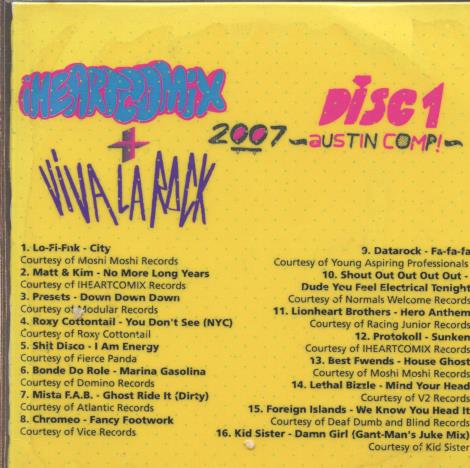 iHEARTCOMIX
+
ViVA LA ROCK
DISC 1
2007 ~AUSTIN COMP!~
1. Lo-Fi-Fnk - City
Courtesy of Moshi Moshi Records
2. Matt & Kim - No More Long Years
Courtesy of IHEARTCOMIX Records
3. Presets - Down Down Down
Courtesy of Modular Records
4. Roxy Cottontail - You Don't See (NYC)
Courtesy of Roxy Cottontail
5. Shit Disco - I Am Energy
Courtesy of Fierce Panda
6. Bonde Do Role - Marina Gasolina
Courtesy of Domino Records
7. Mista F.A.B. - Ghost Ride It (Dirty)
Courtesy of Atlantic Records
8. Chromeo - Fancy Footwork
Courtesy of Vice Records
9. Datarock - Fa-fa-fa
Courtesy of Young Aspiring Professionals
10. Shout Out Out Out Out -
Dude You Feel Electrical Tonight
Courtesy of Normals Welcome Records
11. Lionheart Brothers - Hero Anthem
Courtesy of Racing Junior Records
12. Protokoll - Sunken
Courtesy of IHEARTCOMIX Records
13. Best Fwends - House Ghost
Courtesy of Moshi Moshi Records
14. Lethal Bizzle - Mind Your Head
Courtesy of V2 Records
15. Foreign Islands - We Know You Head It
Courtesy of Deaf Dumb and Blind Records
16. Kid Sister - Damn Girl (Gant-Man's Juke Mix)
Courtesy of Kid Sister